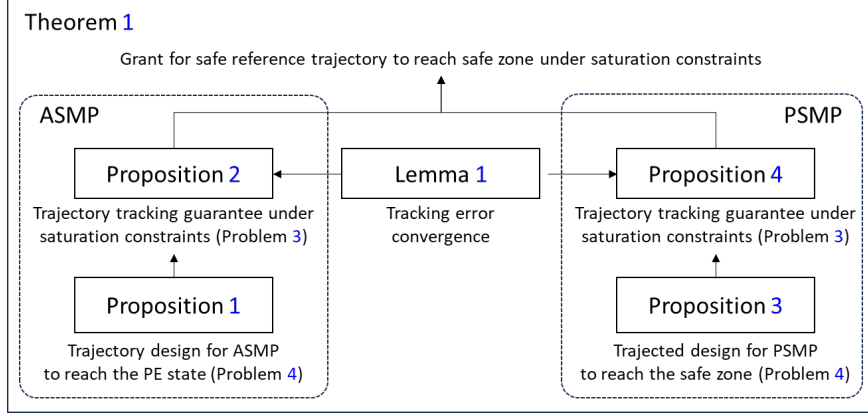 Theorem 1
Grant for safe reference trajectory to reach safe zone under saturation constraints
ASMP
PSMP
Proposition 2
Lemma 1
Proposition 4
Trajectory tracking guarantee under
saturation constraints (Problem 3)
Tracking error
convergence
Trajectory tracking guarantee under
saturation constraints (Problem 3)
Proposition 1
Proposition 3
Trajectory design for ASMP
to reach the PE state (Problem 4)
Trajected design for PSMP
to reach the safe zone (Problem 4)